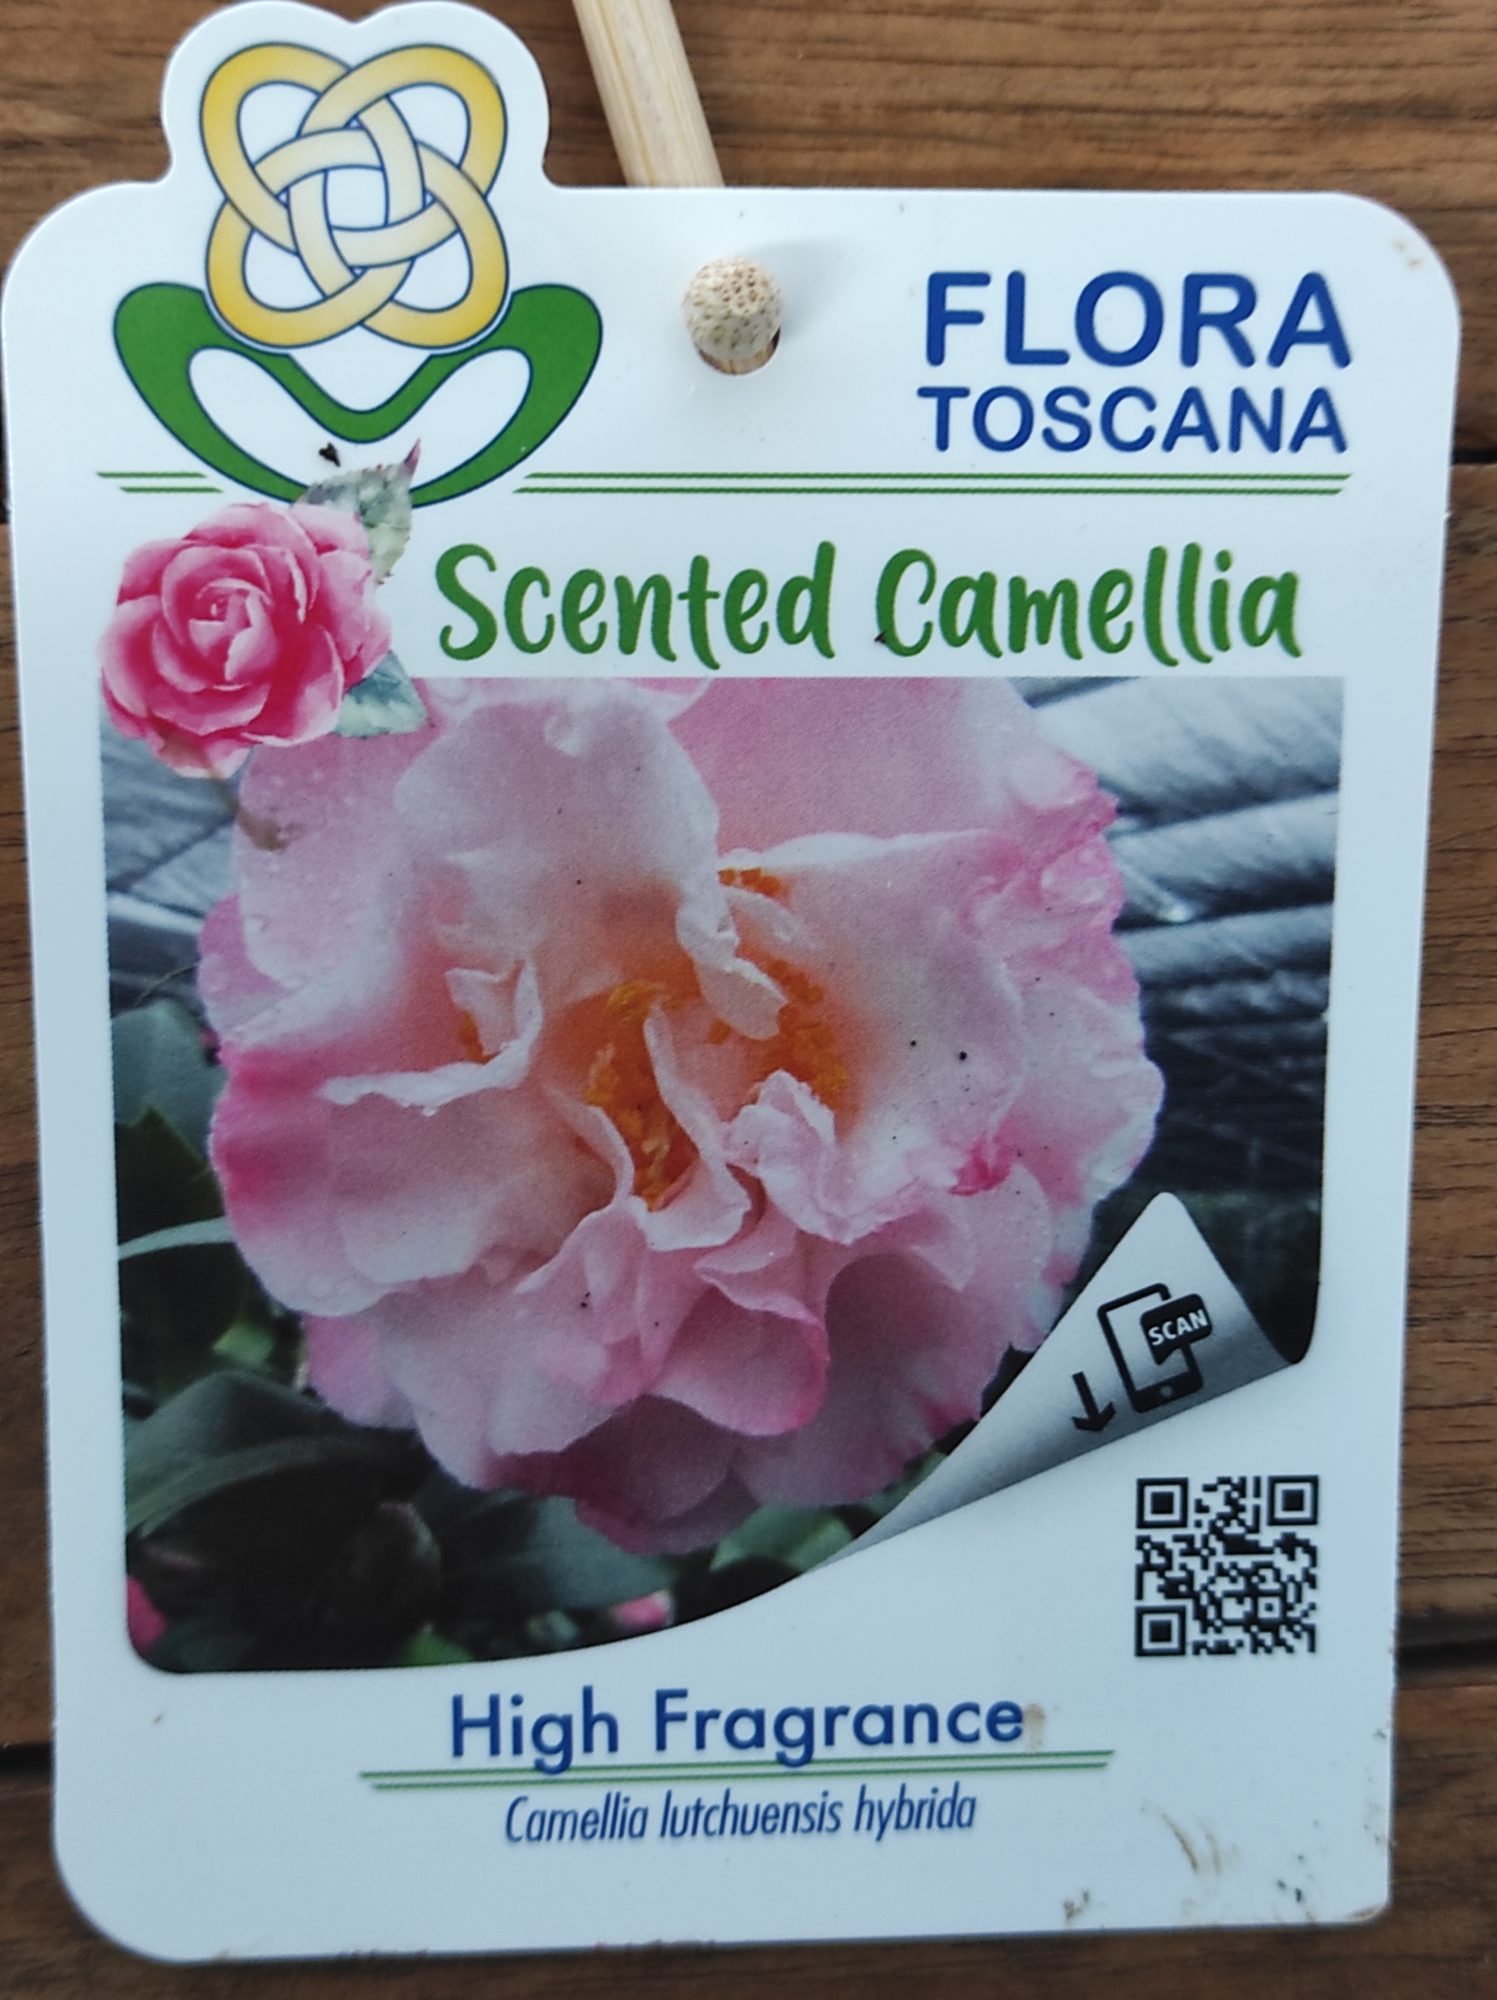 FLORA
TOSCANA
Scented Camellia
SCAN
High Fragrance
Camellia lutchuensis hybrida